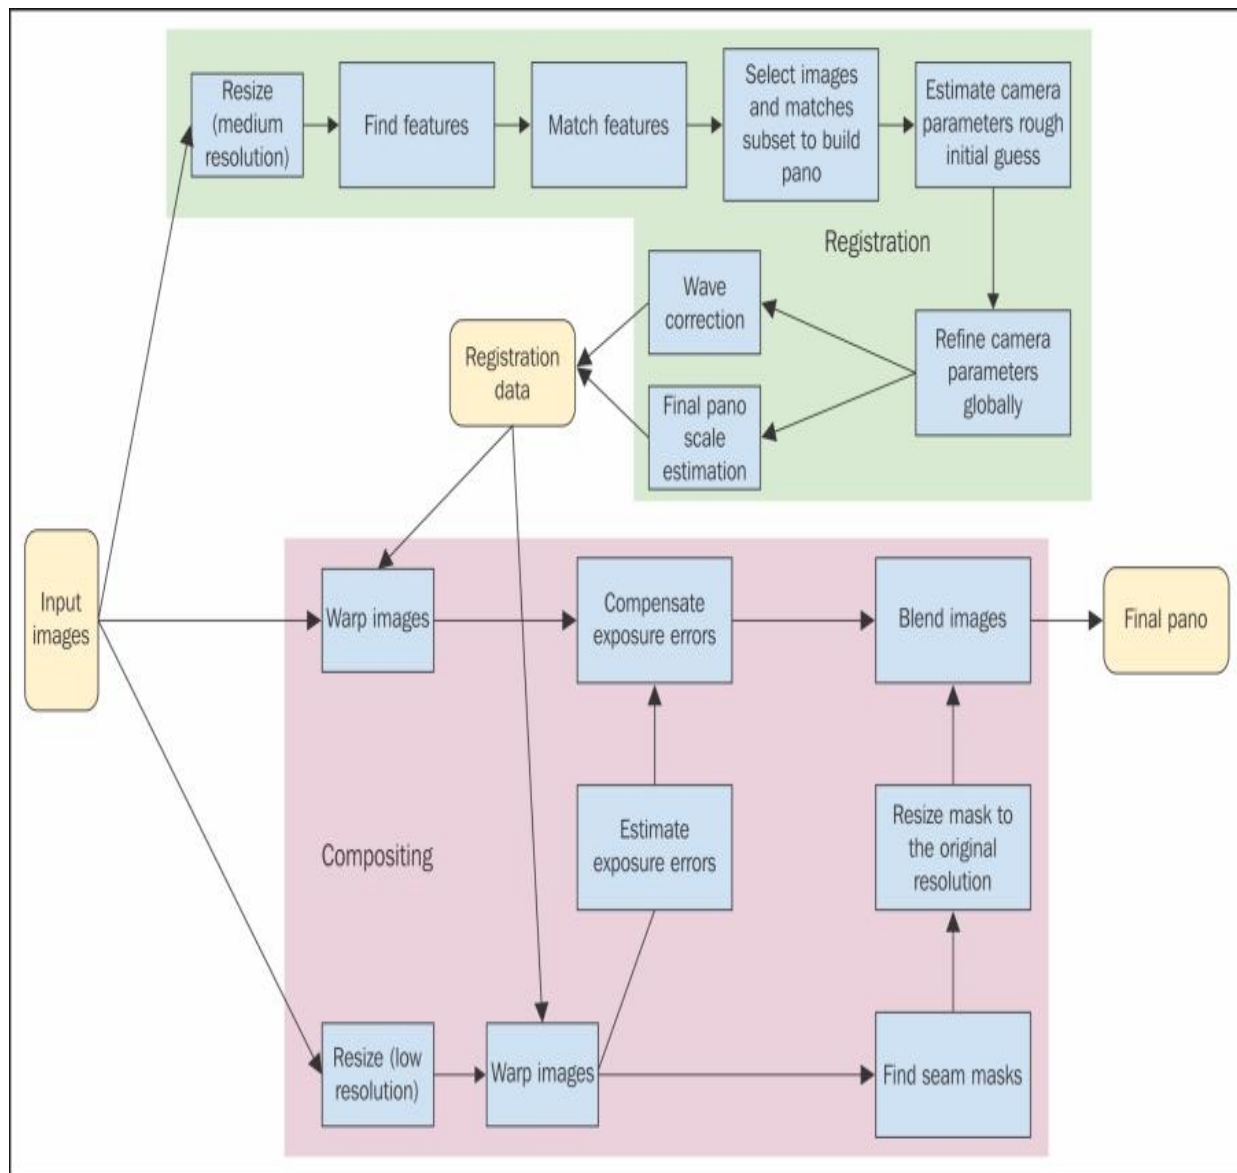 Resize
(medium
resolution)
Find features
Match features
Select images
and matches
subset to build
pano
Estimate camera
parameters rough
initial guess
Registration
Wave
correction
Refine camera
parameters
globally
Registration
data
Final pano
scale
estimation
Input
images
Warp images
Compensate
exposure errors
Blend images
Final pano
Compositing
Estimate
exposure errors
Resize mask to
the original
resolution
Resize (low
resolution)
Warp images
Find seam masks